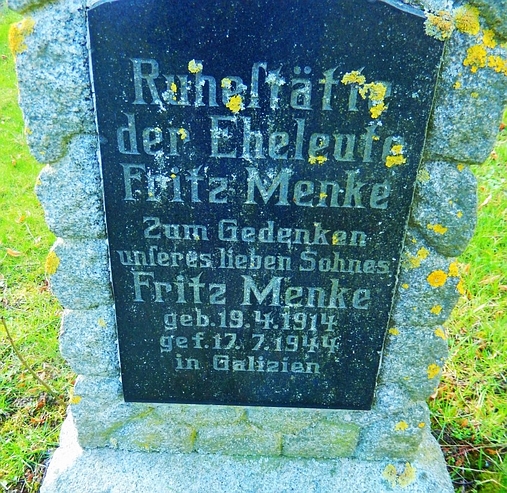 Ruheſtätte
der Eheleute
Fritz Menke
Zum Gedenken
unſeres lieben Sohnes
Fritz Menke
geb. 19. 4. 1914
gef. 17. 7. 1944
in Galizien